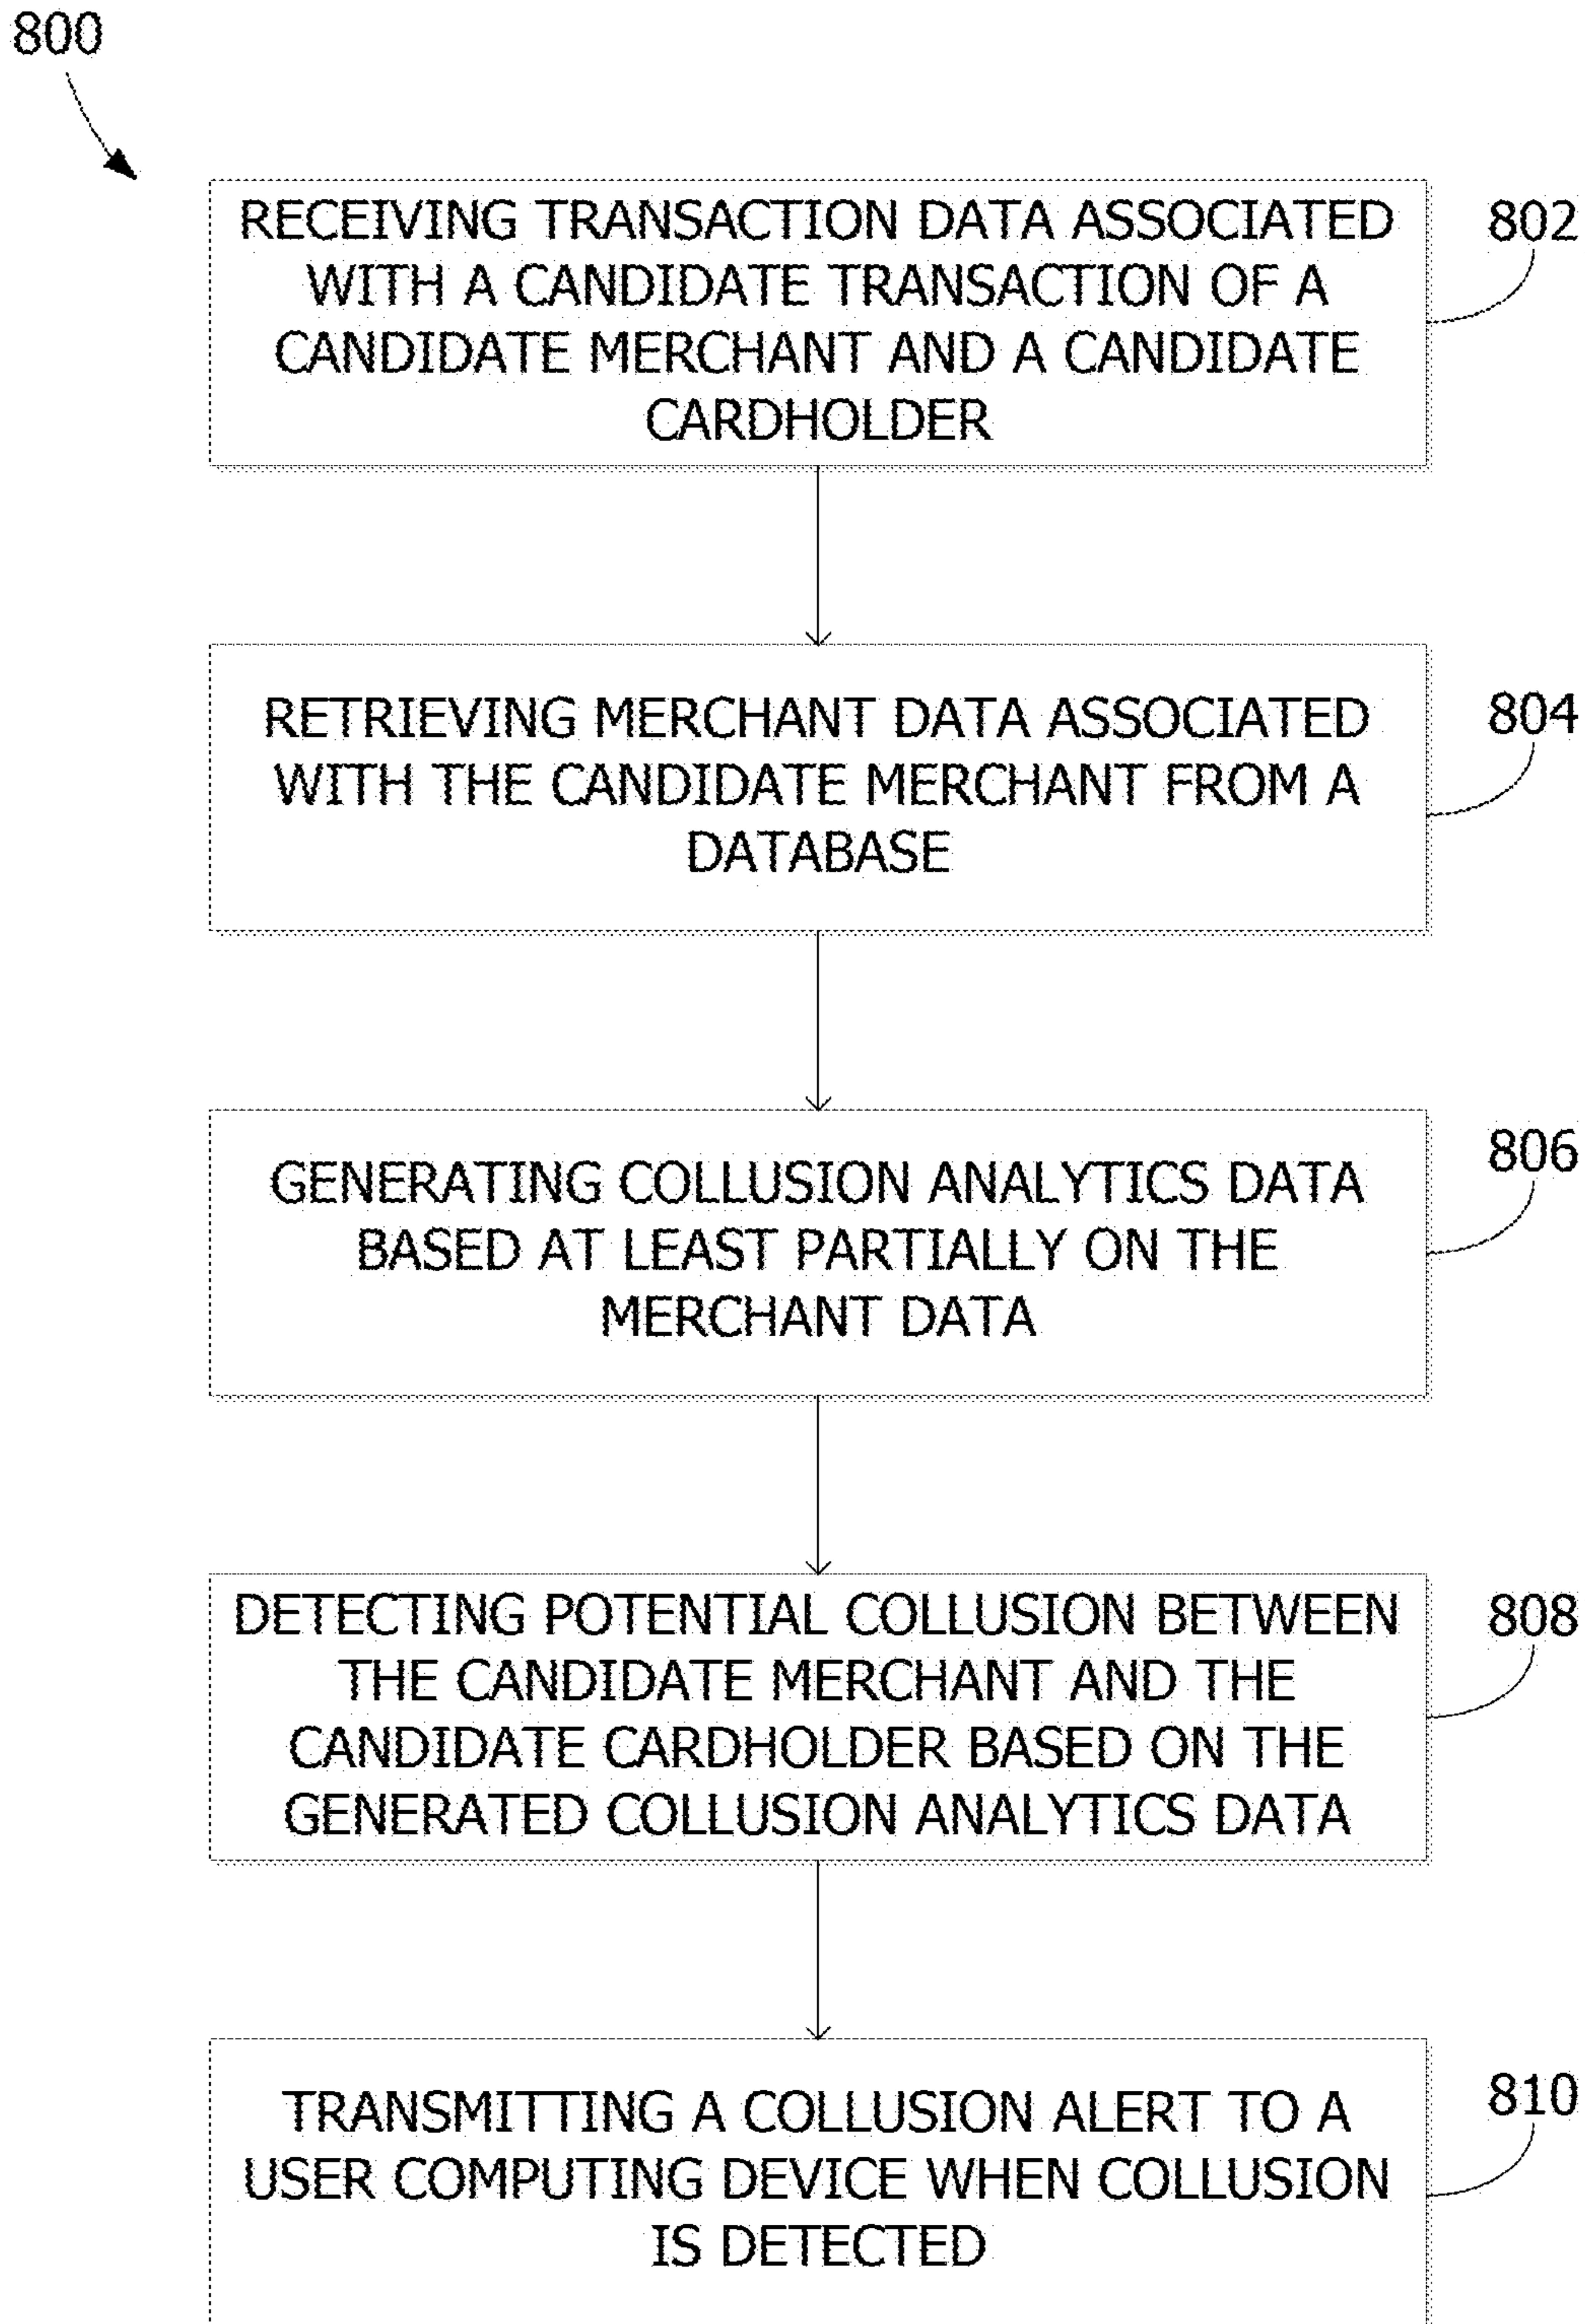 800
RECEIVING TRANSACTION DATA ASSOCIATED
WITH A CANDIDATE TRANSACTION OF A
CANDIDATE MERCHANT AND A CANDIDATE
CARDHOLDER
802
RETRIEVING MERCHANT DATA ASSOCIATED
WITH THE CANDIDATE MERCHANT FROM A
DATABASE
804
GENERATING COLLUSION ANALYTICS DATA
BASED AT LEAST PARTIALLY ON THE
MERCHANT DATA
806
DETECTING POTENTIAL COLLUSION BETWEEN
THE CANDIDATE MERCHANT AND THE
CANDIDATE CARDHOLDER BASED ON THE
GENERATED COLLUSION ANALYTICS DATA
808
TRANSMITTING A COLLUSION ALERT TO A
USER COMPUTING DEVICE WHEN COLLUSION
IS DETECTED
810